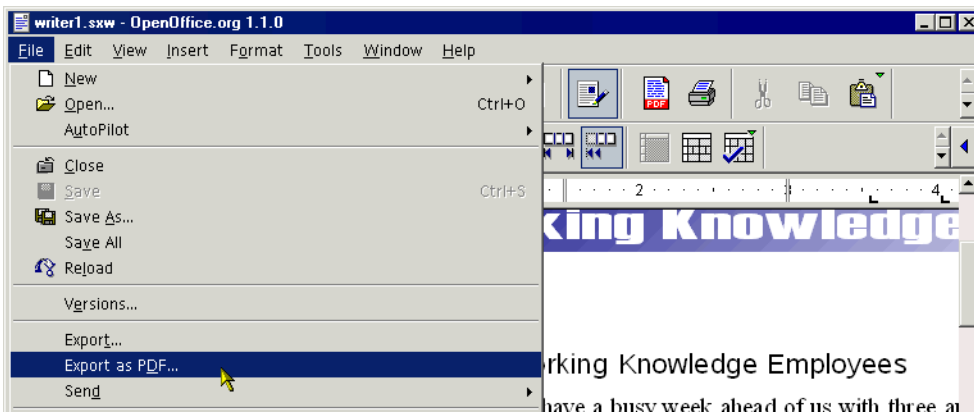 writer1.sxw - OpenOffice.org 1.1.0
File Edit View Insert Format Tools Window Help
New
Open... Ctrl+O
AutoPilot
PDF
Close
Save Ctrl+S
Save As...
Save All
Reload
2 3 4
king Knowledge
Versions...
Export...
Export as PDF...
Send
rking Knowledge Employees
have a busy week ahead of us with three